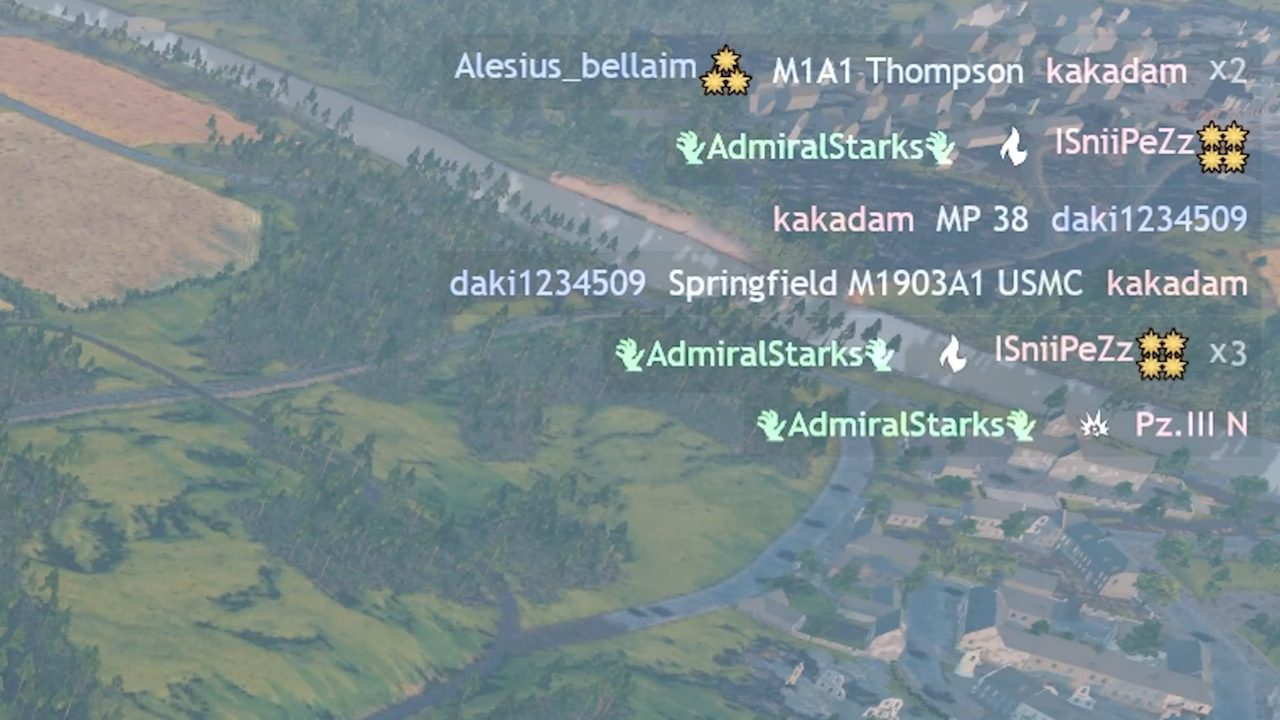 Alesius_bellaim M1A1 Thompson kakadam x2
AdmiralStarks ISniiPeZz
kakadam MP 38 daki1234509
daki1234509 Springfield M1903A1 USMC kakadam
AdmiralStarks ISniiPeZz x3
AdmiralStarks Pz.III N